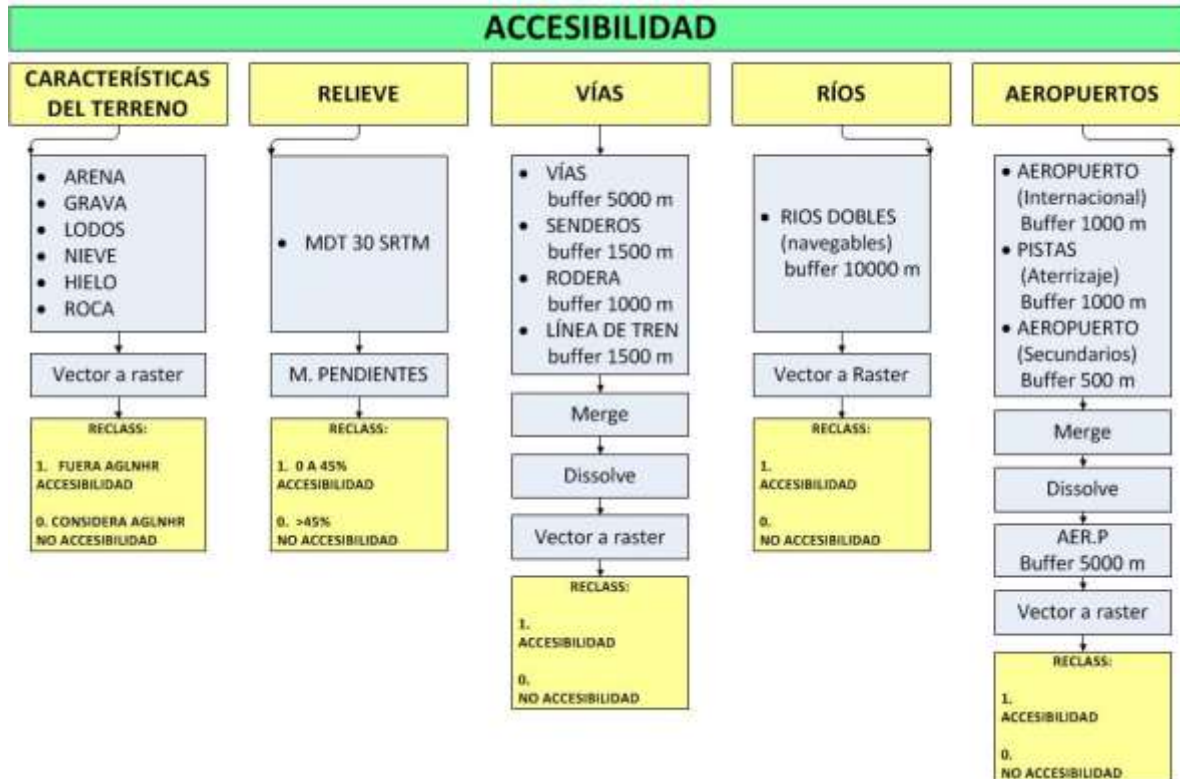 ACCESIBILIDAD
CARACTERÍSTICAS
DEL TERRENO
• ARENA
• GRAVA
• LODOS
• NIEVE
• HIELO
• ROCA
Vector a raster
RECLASS:
1. FUERA AGLNHR
ACCESIBILIDAD
0. CONSIDERA AGLNHR
NO ACCESIBILIDAD
RELIEVE
• MDT 30 SRTM
M. PENDIENTES
RECLASS:
1. 0 A 45%
ACCESIBILIDAD
0. >45%
NO ACCESIBILIDAD
VÍAS
• VÍAS
buffer 5000 m
• SENDEROS
buffer 1500 m
• RODERA
buffer 1000 m
• LÍNEA DE TREN
buffer 1500 m
Merge
Dissolve
Vector a raster
RECLASS:
1.
ACCESIBILIDAD
0.
NO ACCESIBILIDAD
RÍOS
• RIOS DOBLES
(navegables)
buffer 10000 m
Vector a Raster
RECLASS:
1.
ACCESIBILIDAD
0.
NO ACCESIBILIDAD
AEROPUERTOS
• AEROPUERTO
(Internacional)
Buffer 1000 m
• PISTAS
(Aterrizaje)
Buffer 1000 m
• AEROPUERTO
(Secundarios)
Buffer 500 m
Merge
Dissolve
AER.P
Buffer 5000 m
Vector a raster
RECLASS:
1.
ACCESIBILIDAD
0.
NO ACCESIBILIDAD